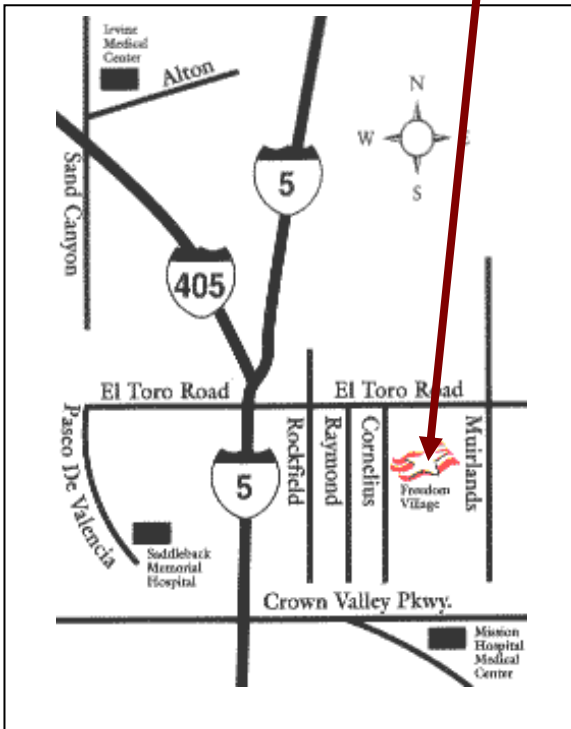 Irvine
Medical
Center
Alton
N
W
E
S
Sand Canyon
5
405
El Toro Road
El Toro Road
Paseo De Valencia
Rockfield
Raymond
Cornelius
Muirlands
5
Freedom
Village
Saddleback
Memorial
Hospital
Crown Valley Pkwy.
Mission
Hospital
Medical
Center